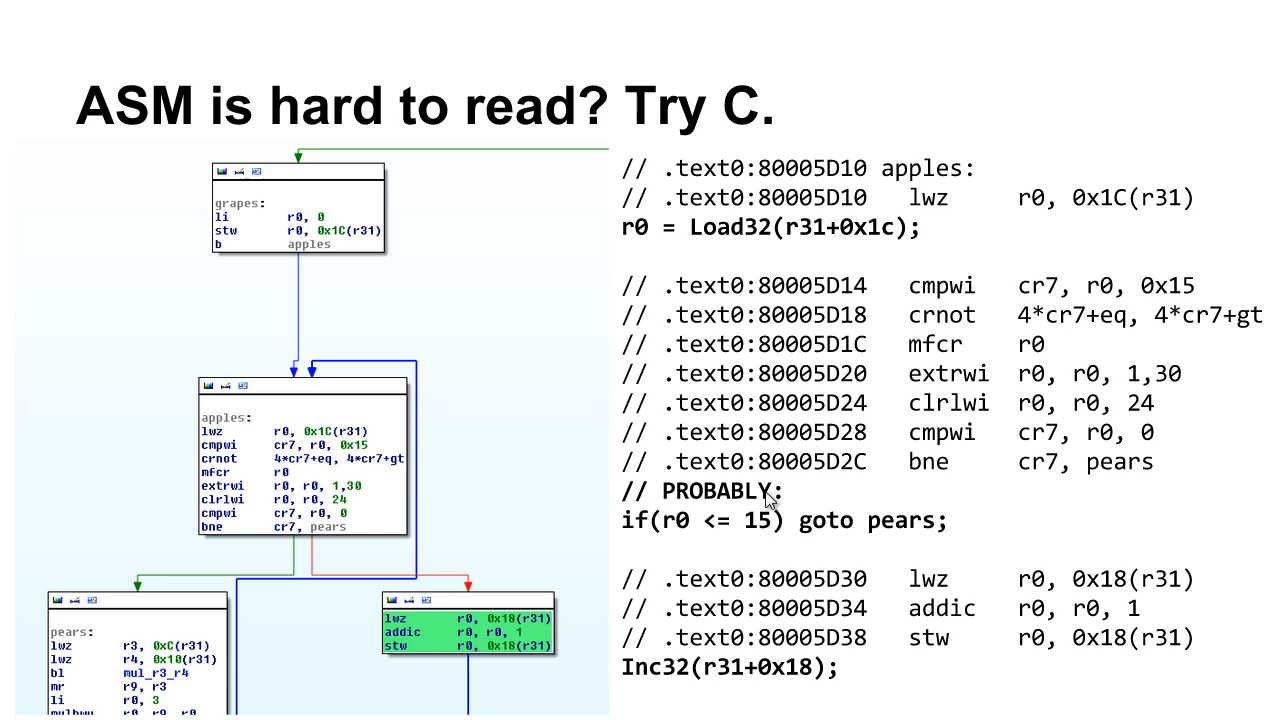 ASM is hard to read? Try C.
grapes:
li r0, 0
stw r0, 0x1C(r31)
b apples
apples:
lwz r0, 0x1C(r31)
cmpwi cr7, r0, 0x15
crnot 4*cr7+eq, 4*cr7+gt
mfcr r0
extrwi r0, r0, 1,30
clrlwi r0, r0, 24
cmpwi cr7, r0, 0
bne cr7, pears
pears:
lwz r3, 0xC(r31)
lwz r4, 0x10(r31)
bl mul_r3_r4
mr r9, r3
li r0, 3
mulhwu r0, r9, r0
lwz r0, 0x18(r31)
addic r0, r0, 1
stw r0, 0x18(r31)
// .text0:80005D10 apples:
// .text0:80005D10 lwz r0, 0x1C(r31)
r0 = Load32(r31+0x1c);
// .text0:80005D14 cmpwi cr7, r0, 0x15
// .text0:80005D18 crnot 4*cr7+eq, 4*cr7+gt
// .text0:80005D1C mfcr r0
// .text0:80005D20 extrwi r0, r0, 1,30
// .text0:80005D24 clrlwi r0, r0, 24
// .text0:80005D28 cmpwi cr7, r0, 0
// .text0:80005D2C bne cr7, pears
// PROBABLY:
if(r0 <= 15) goto pears;
// .text0:80005D30 lwz r0, 0x18(r31)
// .text0:80005D34 addic r0, r0, 1
// .text0:80005D38 stw r0, 0x18(r31)
Inc32(r31+0x18);